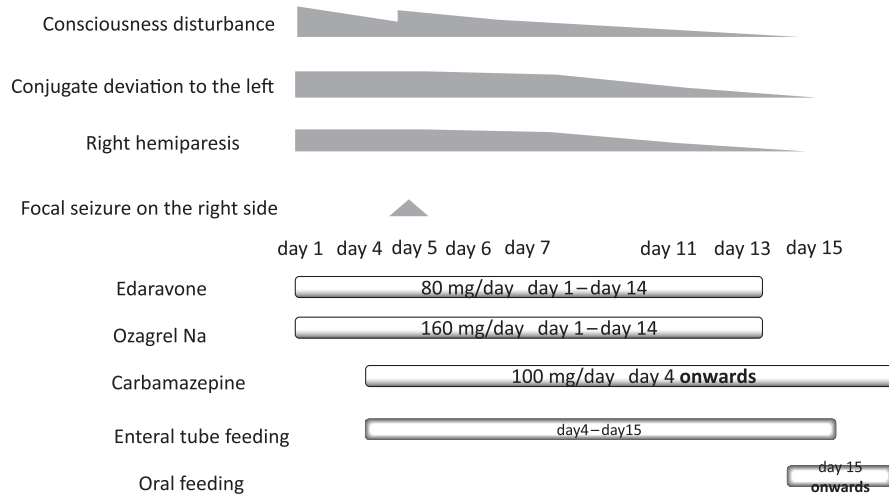 Consciousness disturbance
Conjugate deviation to the left
Right hemiparesis
Focal seizure on the right side
day 1 day 4 day 5 day 6 day 7 day 11 day 13 day 15
Edaravone 80 mg/day day 1–day 14
Ozagrel Na 160 mg/day day 1–day 14
Carbamazepine 100 mg/day day 4 onwards
Enteral tube feeding day4–day15
Oral feeding day 15
onwards